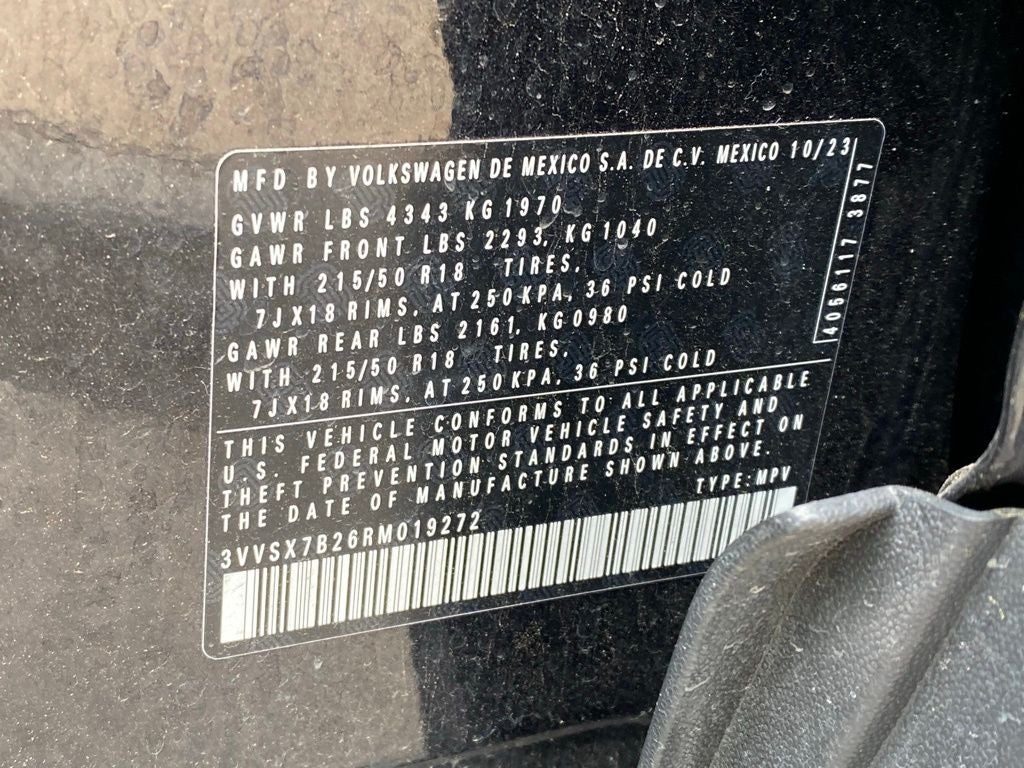 MFD BY VOLKSWAGEN DE MEXICO S.A. DE C.V. MEXICO 10/23
GVWR LBS 4343 KG 1970
GAWR FRONT LBS 2293, KG 1040
WITH 215/50 R18 TIRES,
7JX18 RIMS, AT 250 KPA, 36 PSI COLD
GAWR REAR LBS 2161, KG 0980
WITH 215/50 R18 TIRES,
7JX18 RIMS, AT 250 KPA, 36 PSI COLD
4066117 3877
THIS VEHICLE CONFORMS TO ALL APPLICABLE
U.S. FEDERAL MOTOR VEHICLE SAFETY AND
THEFT PREVENTION STANDARDS IN EFFECT ON
THE DATE OF MANUFACTURE SHOWN ABOVE.
TYPE: MPV
3VVSX7B26RM019272